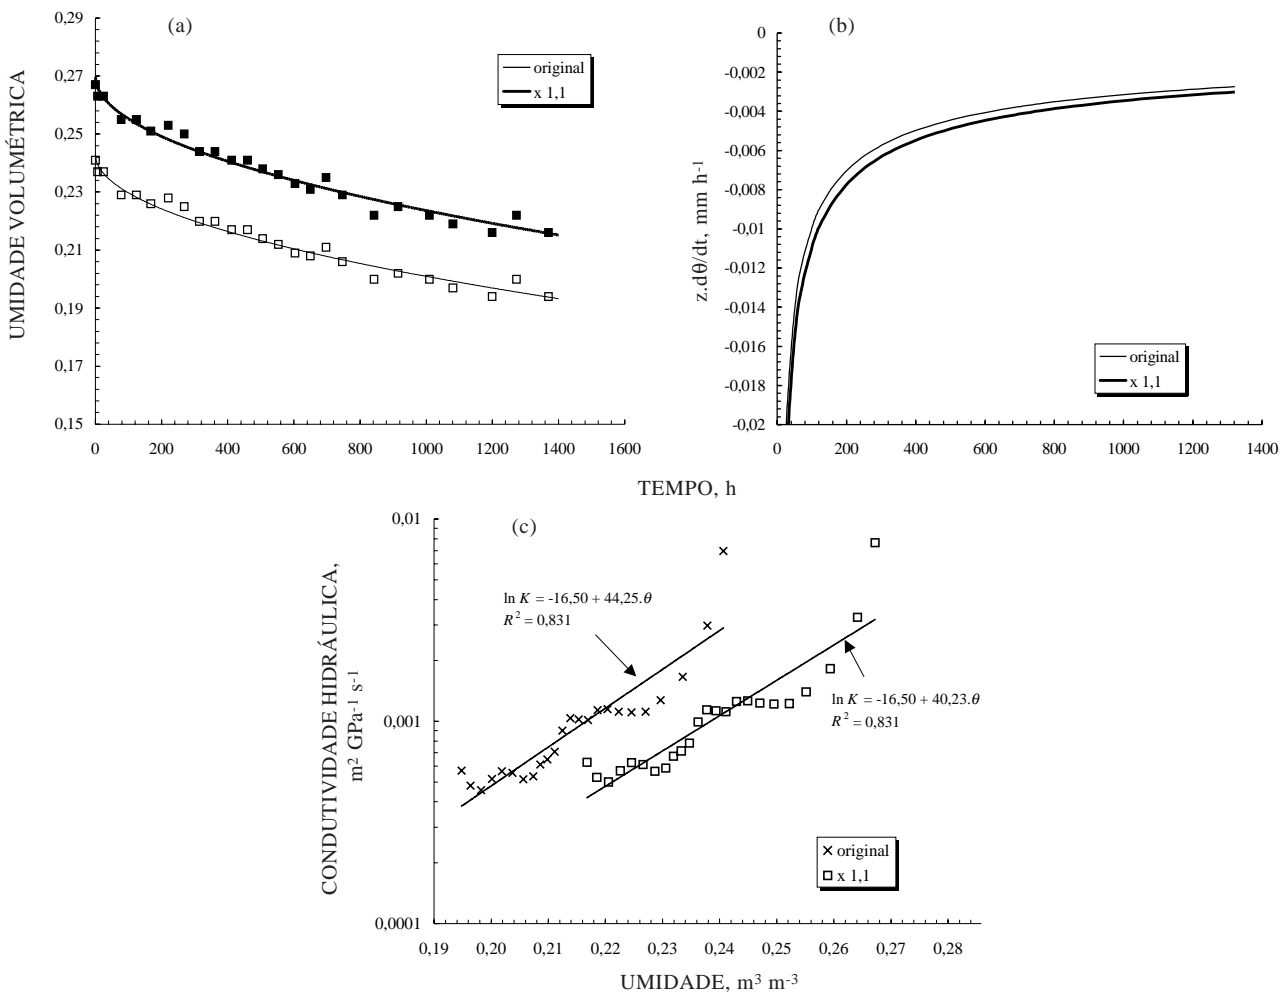 (a)
UMIDADE VOLUMÉTRICA
0,29
0,27
0,25
0,23
0,21
0,19
0,17
0,15
0 200 400 600 800 1000 1200 1400 1600
original
x 1,1
(b)
z.dθ/dt, mm h-1
0
-0,002
-0,004
-0,006
-0,008
-0,01
-0,012
-0,014
-0,016
-0,018
-0,02
0 200 400 600 800 1000 1200 1400
original
x 1,1
TEMPO, h
(c)
CONDUTIVIDADE HIDRÁULICA,
m2 GPa-1 s-1
0,01
0,001
0,0001
ln K = -16,50 + 44,25.θ
R2 = 0,831
ln K = -16,50 + 40,23.θ
R2 = 0,831
original
x 1,1
0,19 0,20 0,21 0,22 0,23 0,24 0,25 0,26 0,27 0,28
UMIDADE, m3 m-3